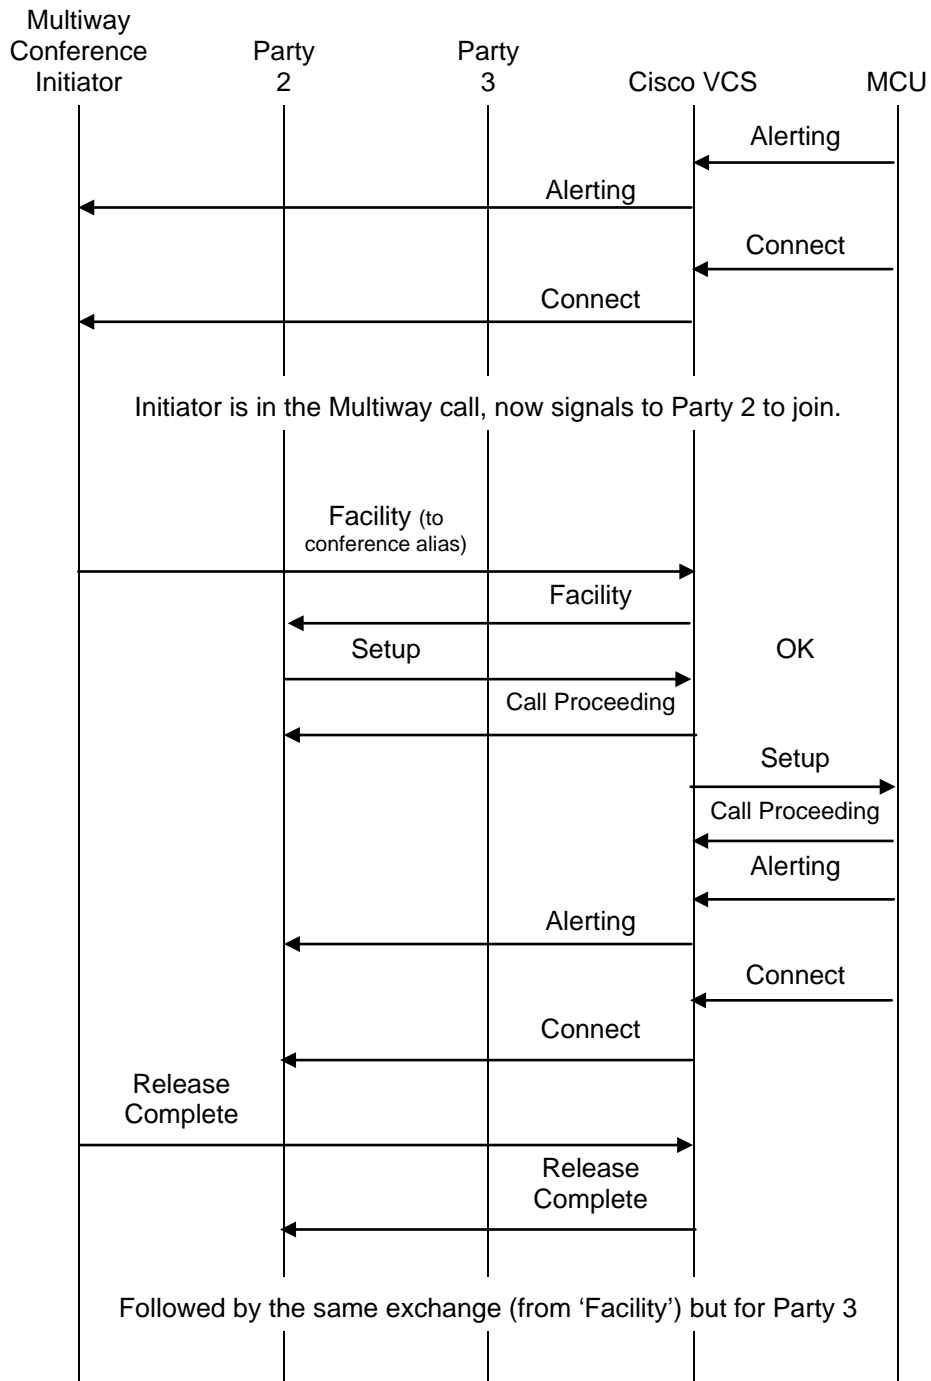 Multiway
Conference
Initiator
Party
2
Party
3
Cisco VCS
MCU
Alerting
Alerting
Connect
Connect
Initiator is in the Multiway call, now signals to Party 2 to join.
Facility (to
conference alias)
Facility
Setup
OK
Call Proceeding
Setup
Call Proceeding
Alerting
Alerting
Connect
Connect
Release
Complete
Release
Complete
Followed by the same exchange (from ‘Facility’) but for Party 3